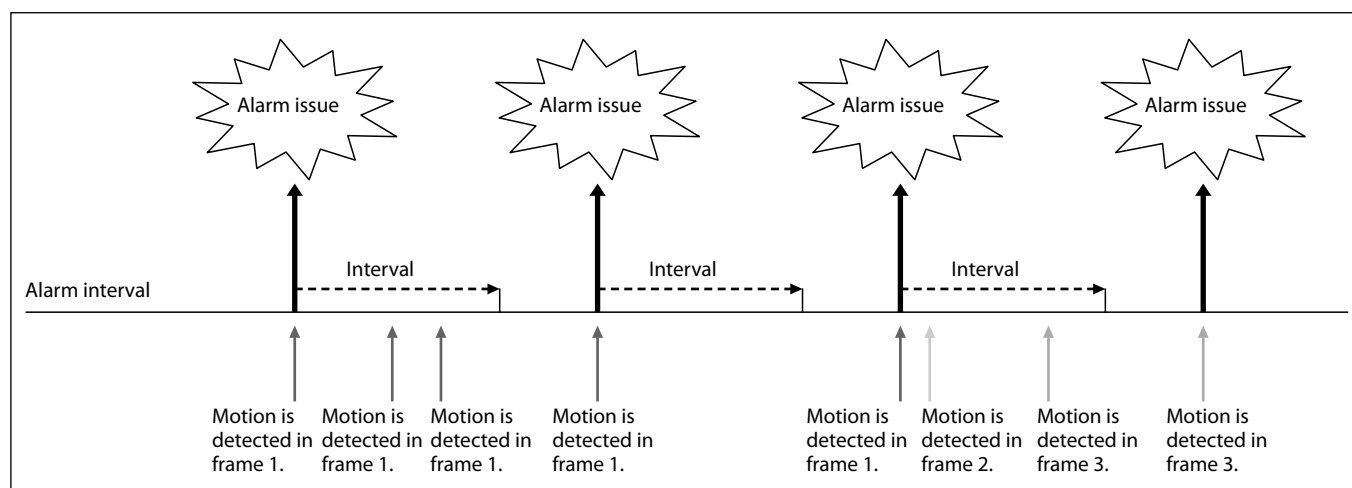 Alarm issue
Alarm issue
Alarm issue
Alarm issue
Interval
Interval
Interval
Alarm interval
Motion is
detected in
frame 1.
Motion is
detected in
frame 1.
Motion is
detected in
frame 1.
Motion is
detected in
frame 1.
Motion is
detected in
frame 1.
Motion is
detected in
frame 2.
Motion is
detected in
frame 3.
Motion is
detected in
frame 3.